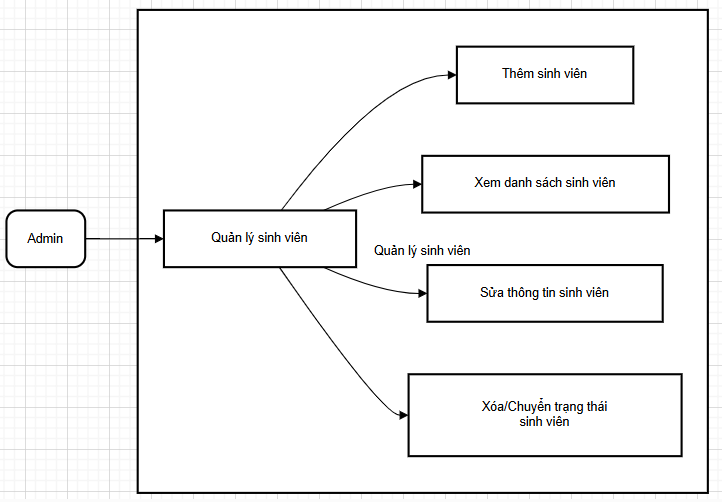 Thêm sinh viên
Xem danh sách sinh viên
Admin
Quản lý sinh viên
Quản lý sinh viên
Sửa thông tin sinh viên
Xóa/Chuyển trạng thái
sinh viên